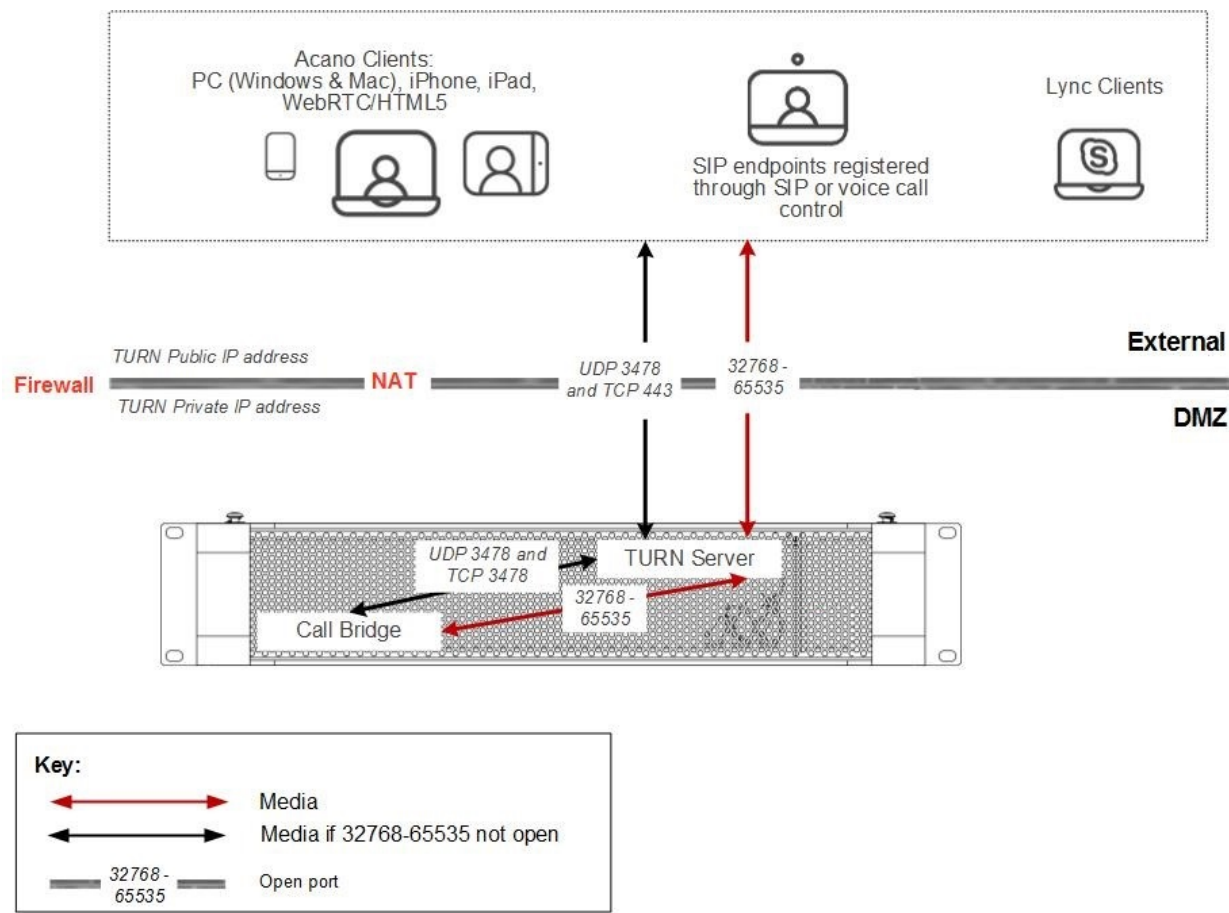 Acano Clients:
PC (Windows & Mac), iPhone, iPad,
WebRTC/HTML5
SIP endpoints registered
through SIP or voice call
control
Lync Clients
S
External
TURN Public IP address
Firewall
NAT
UDP 3478
and TCP 443
32768 -
65535
TURN Private IP address
DMZ
UDP 3478 and
TCP 3478
TURN Server
32768 -
65535
Call Bridge
Key:
Media
Media if 32768-65535 not open
32768 -
65535
Open port